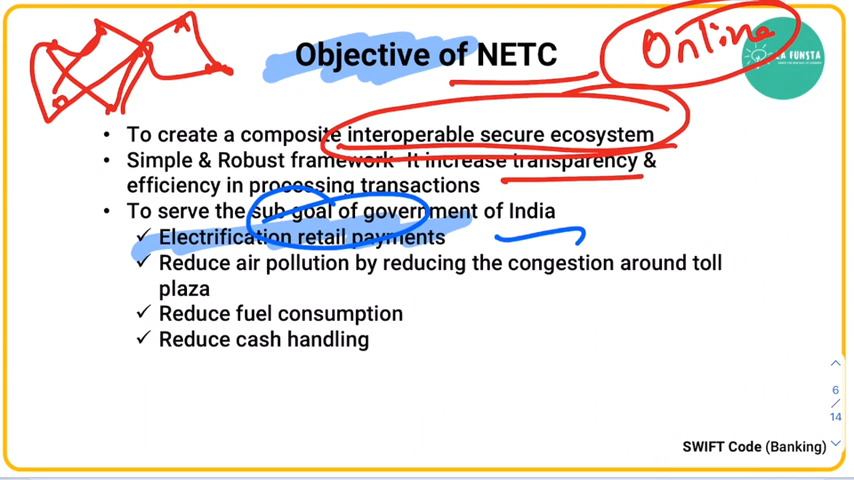 Objective of NETC
Online
LA FUNSTA
• To create a composite interoperable secure ecosystem
• Simple & Robust framework- It increase transparency &
efficiency in processing transactions
• To serve the sub goal of government of India
✓ Electrification retail payments
✓ Reduce air pollution by reducing the congestion around toll
plaza
✓ Reduce fuel consumption
✓ Reduce cash handling
6
/
14
SWIFT Code (Banking)